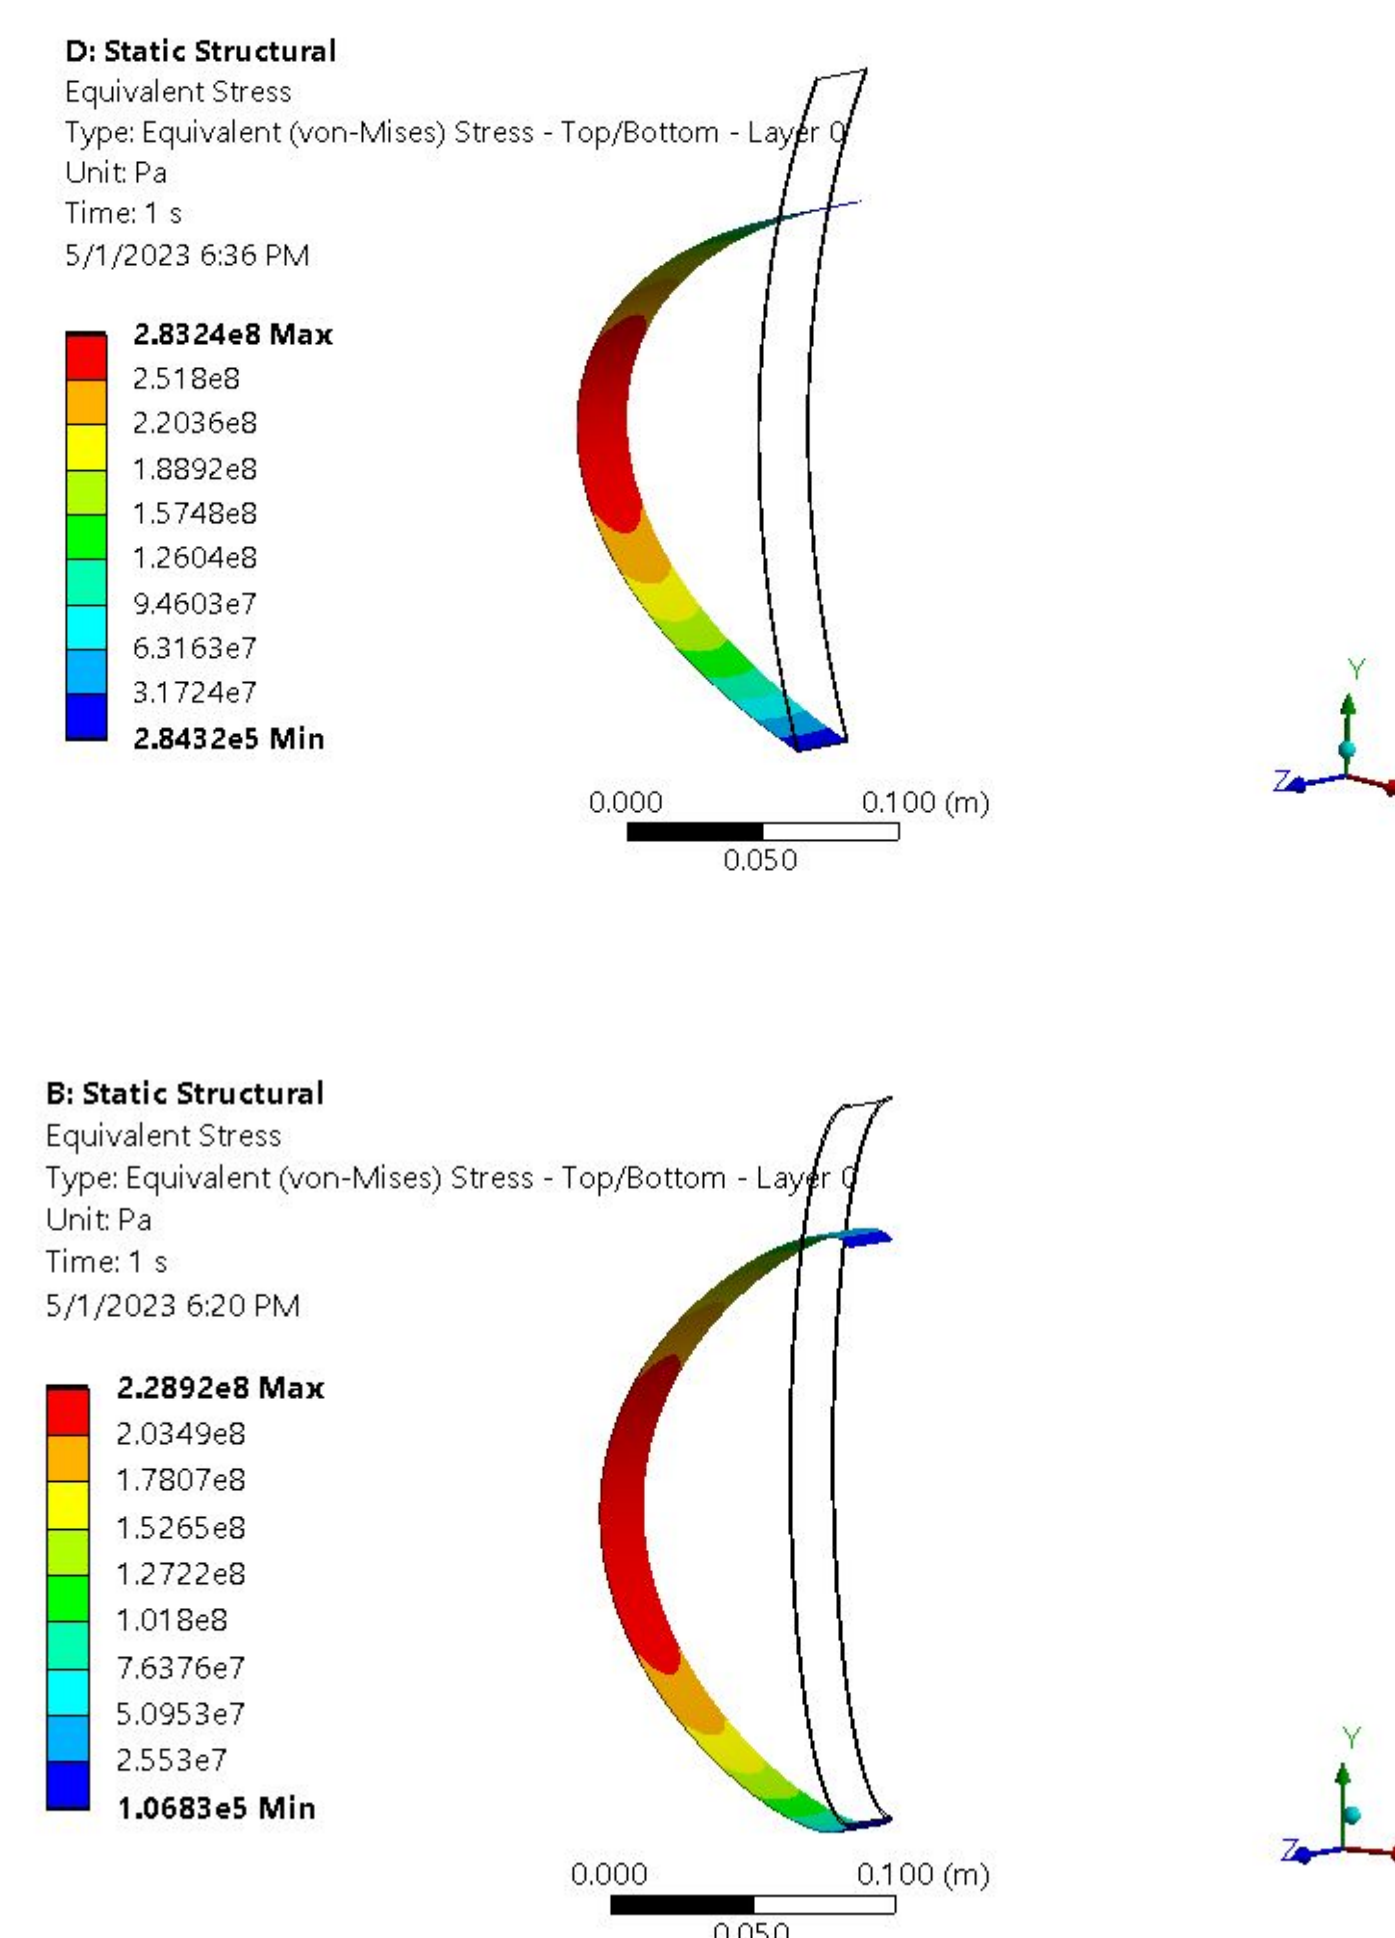 D: Static Structural
Equivalent Stress
Type: Equivalent (von-Mises) Stress - Top/Bottom - Layer 0
Unit: Pa
Time: 1 s
5/1/2023 6:36 PM
2.8324e8 Max
2.518e8
2.2036e8
1.8892e8
1.5748e8
1.2604e8
9.4603e7
6.3163e7
3.1724e7
2.8432e5 Min
Y
Z
0.000 0.100 (m)
0.050
B: Static Structural
Equivalent Stress
Type: Equivalent (von-Mises) Stress - Top/Bottom - Layer 0
Unit: Pa
Time: 1 s
5/1/2023 6:20 PM
2.2892e8 Max
2.0349e8
1.7807e8
1.5265e8
1.2722e8
1.018e8
7.6376e7
5.0953e7
2.553e7
1.0683e5 Min
Y
Z
0.000 0.100 (m)
0.050